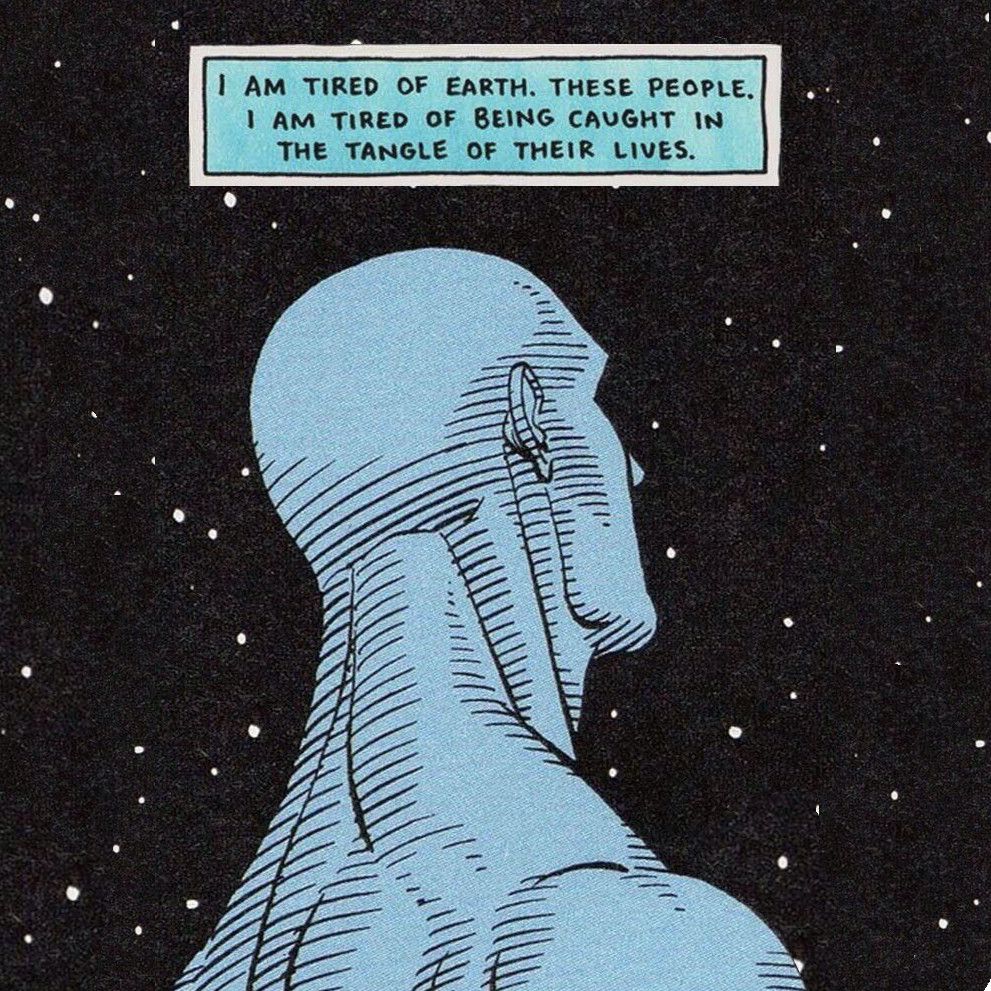 I AM TIRED OF EARTH. THESE PEOPLE.
I AM TIRED OF BEING CAUGHT IN
THE TANGLE OF THEIR LIVES.